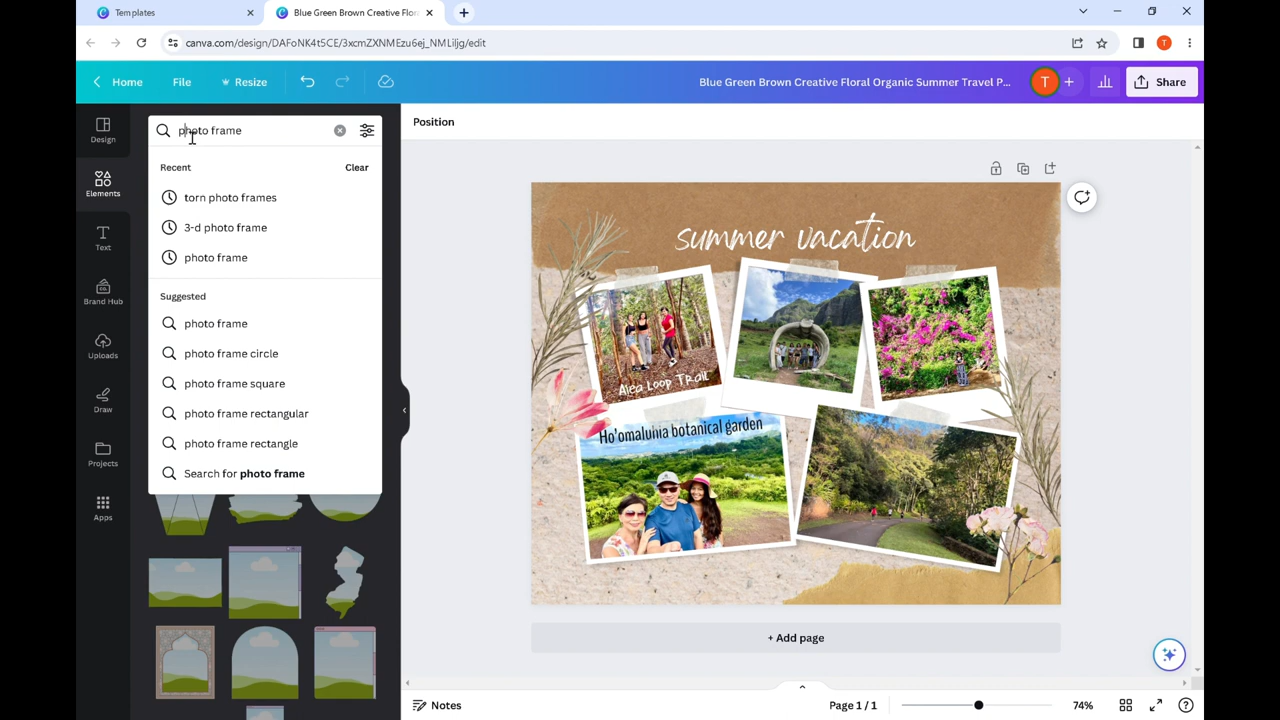 Templates
Blue Green Brown Creative Flor
canva.com/design/DAFoNK4t5CE/3xcmZXNMEzu6ej_NMLiljg/edit
T
Home
File
Resize
Blue Green Brown Creative Floral Organic Summer Travel P...
T
Share
Design
Elements
Text
Brand Hub
Uploads
Draw
Projects
Apps
photo frame
Recent
Clear
torn photo frames
3-d photo frame
photo frame
Suggested
photo frame
photo frame circle
photo frame square
photo frame rectangular
photo frame rectangle
Search for photo frame
Position
summer vacation
Aiea Loop Trail
Ho'omaluhia botanical garden
+ Add page
Notes
Page 1 / 1
74%